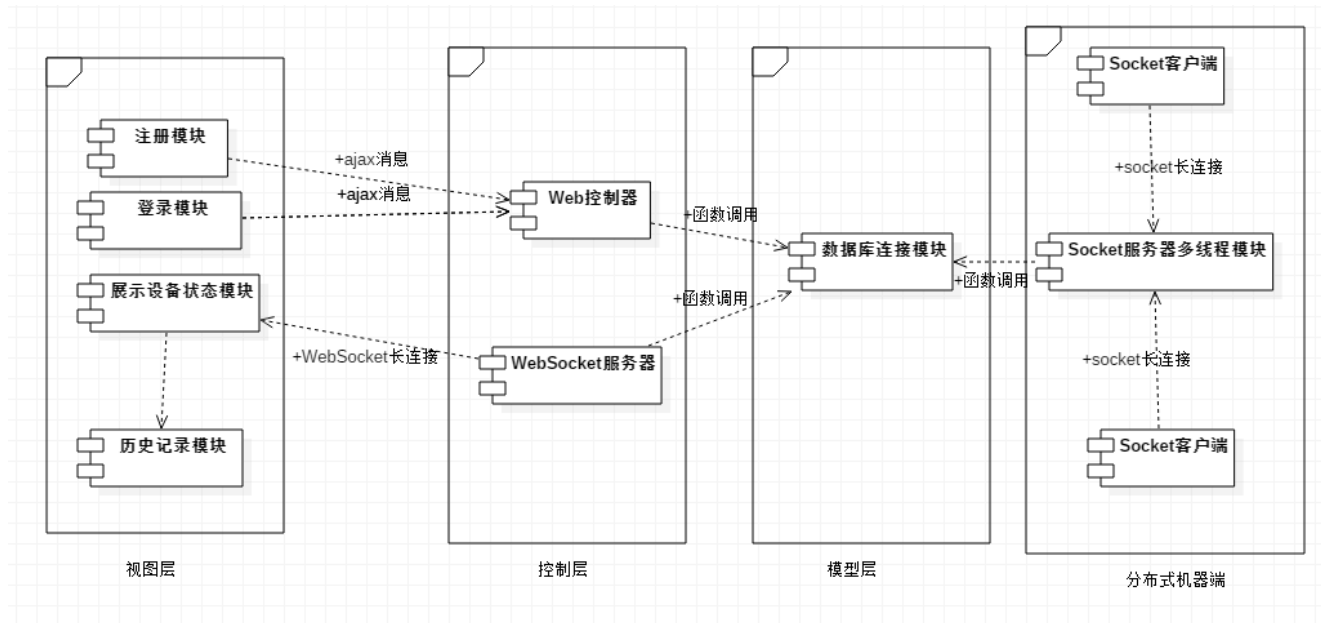 注册模块
登录模块
展示设备状态模块
历史记录模块
视图层
+ajax消息
+ajax消息
+WebSocket长连接
Web控制器
WebSocket服务器
控制层
+函数调用
+函数调用
数据库连接模块
模型层
+函数调用
Socket客户端
+socket长连接
Socket服务器多线程模块
+socket长连接
Socket客户端
分布式机器端